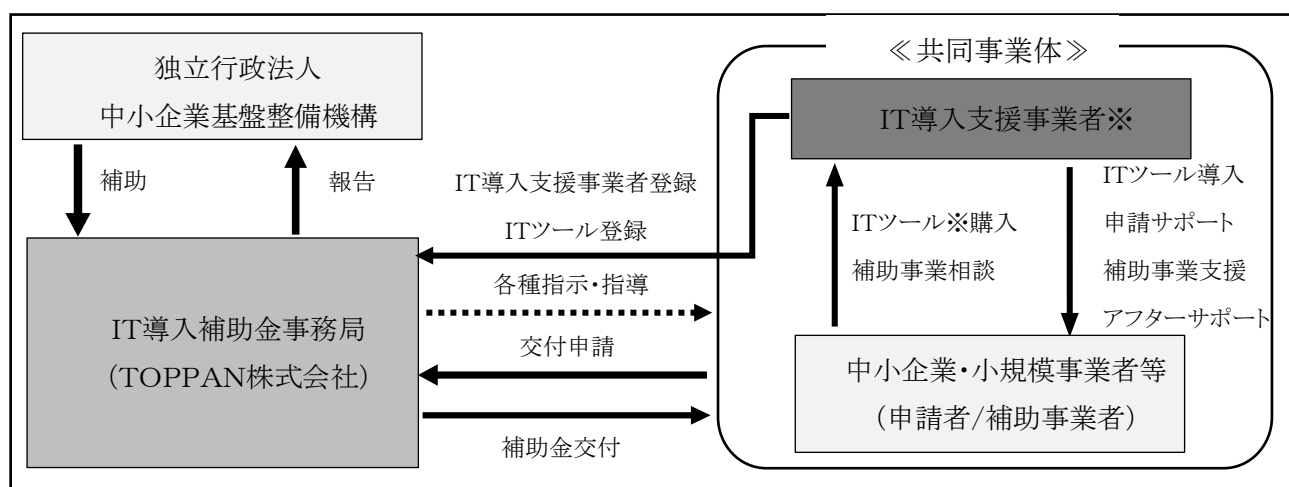 独立行政法人
中小企業基盤整備機構
補助
報告
IT導入補助金事務局
(TOPPAN株式会社)
IT導入支援事業者登録
ITツール登録
各種指示・指導
交付申請
補助金交付
≪共同事業体≫
IT導入支援事業者※
ITツール※購入
補助事業相談
ITツール導入
申請サポート
補助事業支援
アフターサポート
中小企業・小規模事業者等
(申請者/補助事業者)